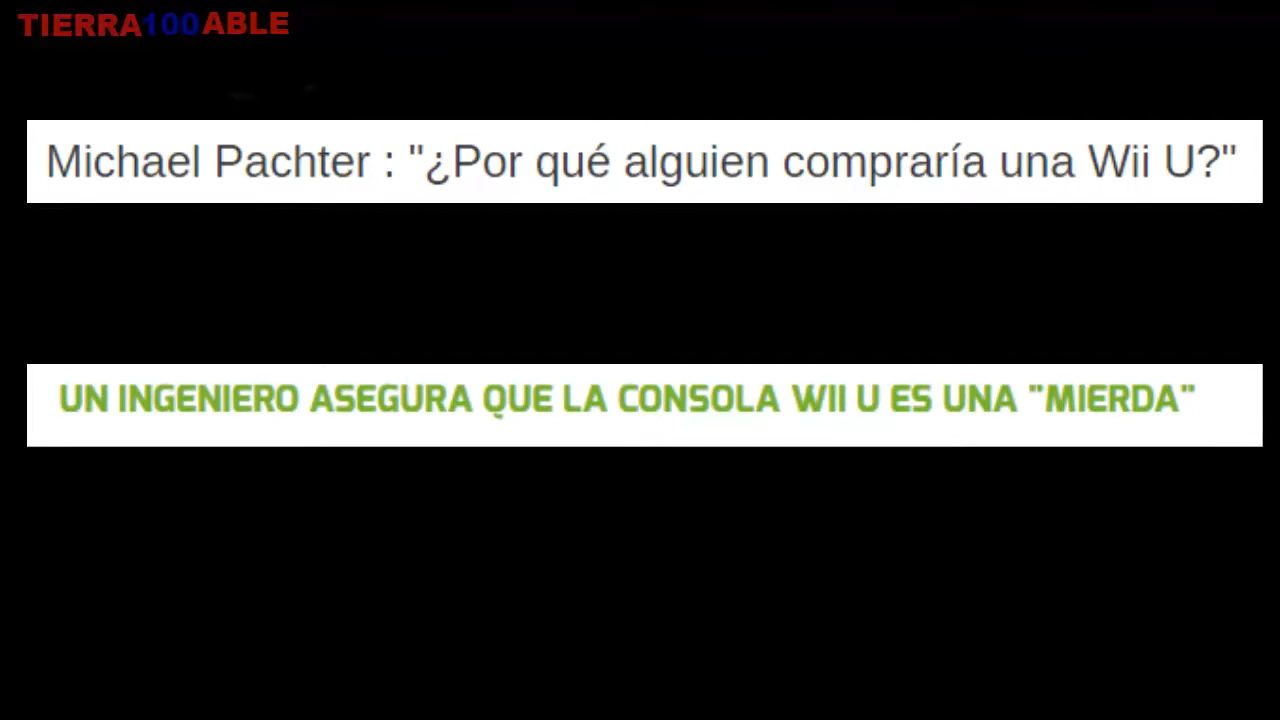 TIERRA100ABLE
Michael Pachter : "¿Por qué alguien compraría una Wii U?"
UN INGENIERO ASEGURA QUE LA CONSOLA WII U ES UNA "MIERDA"